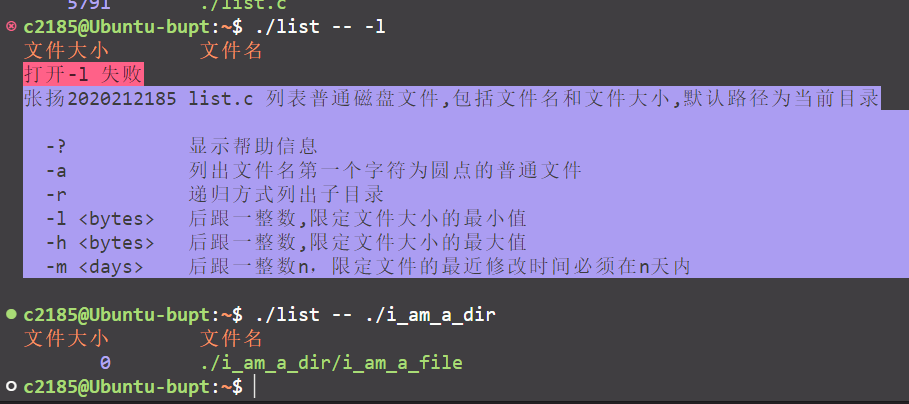 5791 ./list.c
c2185@Ubuntu-bupt:~$ ./list -- -l
文件大小 文件名
打开-l 失败
张扬2020212185 list.c 列表普通磁盘文件,包括文件名和文件大小,默认路径为当前目录
-? 显示帮助信息
-a 列出文件名第一个字符为圆点的普通文件
-r 递归方式列出子目录
-l <bytes> 后跟一整数,限定文件大小的最小值
-h <bytes> 后跟一整数,限定文件大小的最大值
-m <days> 后跟一整数n，限定文件的最近修改时间必须在n天内
c2185@Ubuntu-bupt:~$ ./list -- ./i_am_a_dir
文件大小 文件名
0 ./i_am_a_dir/i_am_a_file
c2185@Ubuntu-bupt:~$